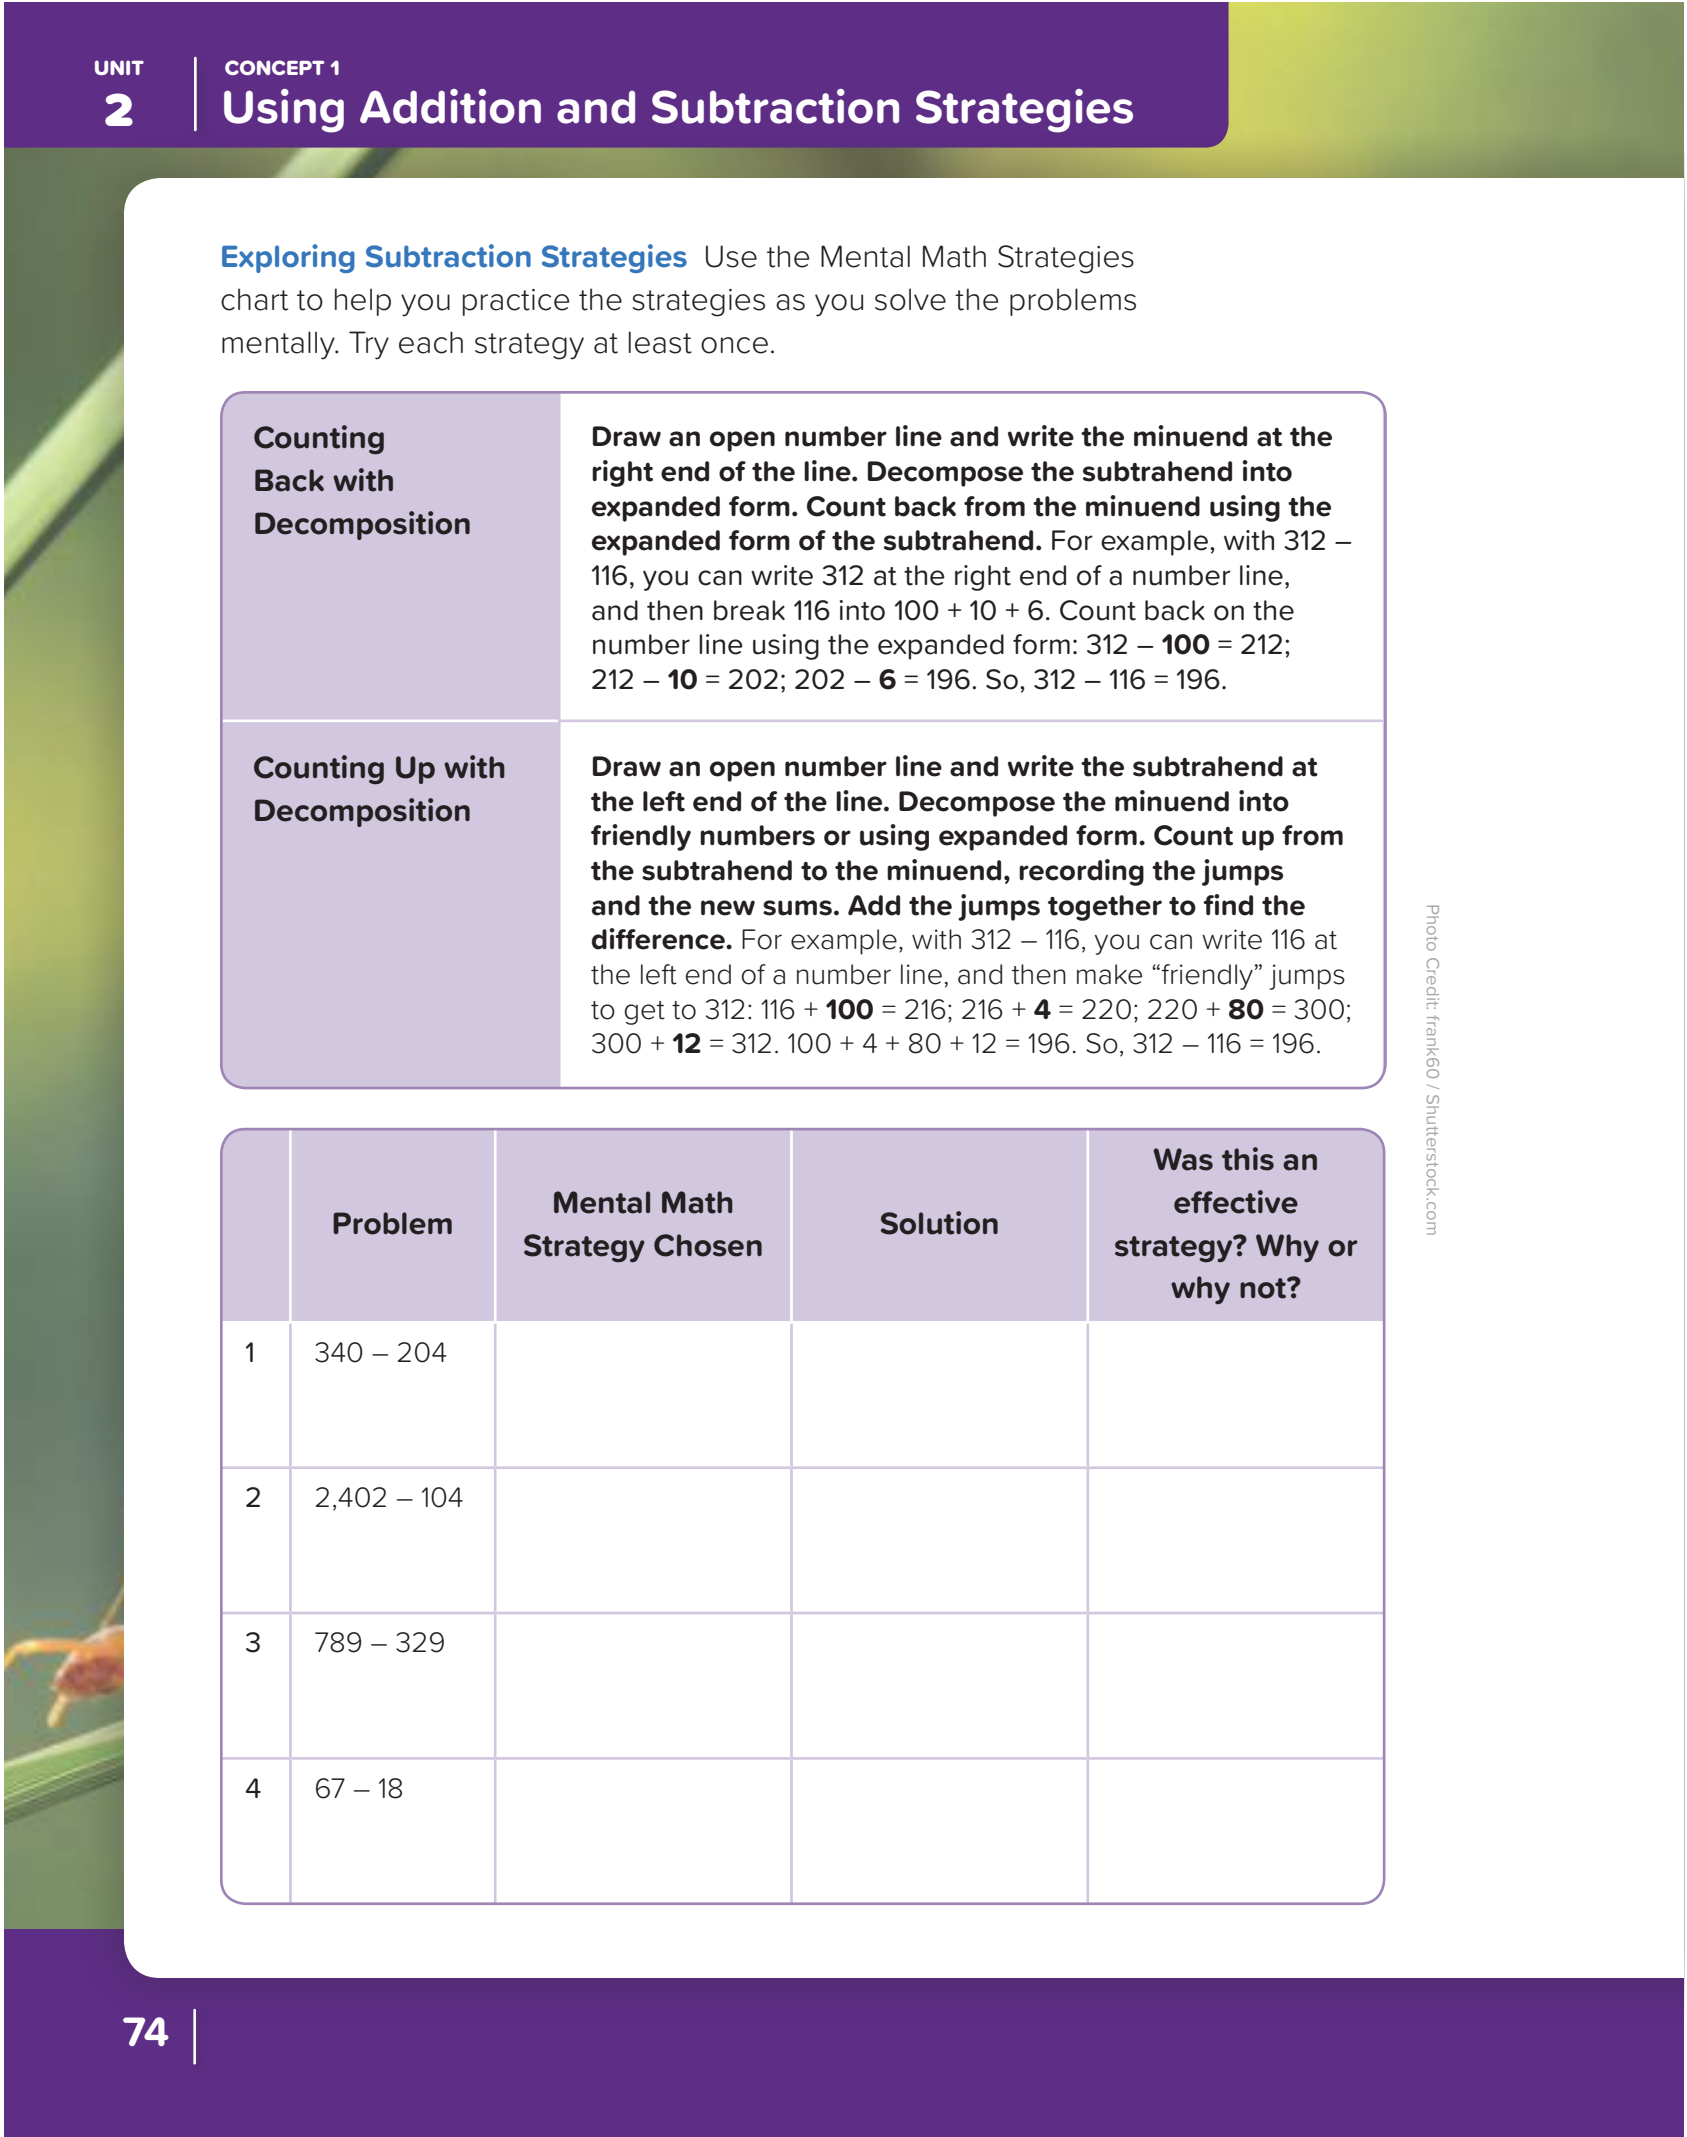 UNIT
2
CONCEPT 1
Using Addition and Subtraction Strategies
Exploring Subtraction Strategies Use the Mental Math Strategies
chart to help you practice the strategies as you solve the problems
mentally. Try each strategy at least once.
Counting
Back with
Decomposition
Draw an open number line and write the minuend at the
right end of the line. Decompose the subtrahend into
expanded form. Count back from the minuend using the
expanded form of the subtrahend. For example, with 312 –
116, you can write 312 at the right end of a number line,
and then break 116 into 100 + 10 + 6. Count back on the
number line using the expanded form: 312 – 100 = 212;
212 – 10 = 202; 202 – 6 = 196. So, 312 – 116 = 196.
Counting Up with
Decomposition
Draw an open number line and write the subtrahend at
the left end of the line. Decompose the minuend into
friendly numbers or using expanded form. Count up from
the subtrahend to the minuend, recording the jumps
and the new sums. Add the jumps together to find the
difference. For example, with 312 – 116, you can write 116 at
the left end of a number line, and then make “friendly” jumps
to get to 312: 116 + 100 = 216; 216 + 4 = 220; 220 + 80 = 300;
300 + 12 = 312. 100 + 4 + 80 + 12 = 196. So, 312 – 116 = 196.
Problem
Mental Math
Strategy Chosen
Solution
Was this an
effective
strategy? Why or
why not?
1 340 – 204
2 2,402 – 104
3 789 – 329
4 67 – 18
Photo Credit: frank60 / Shutterstock.com
74